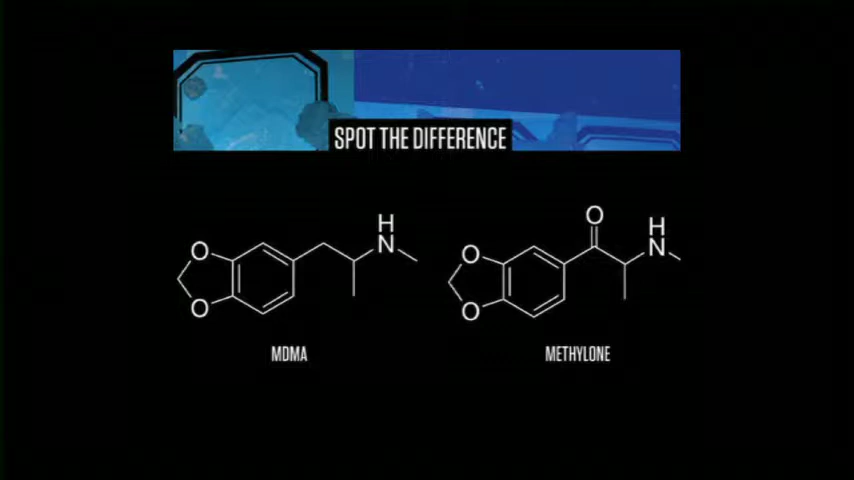 SPOT THE DIFFERENCE
O
O
H
N
MDMA
O
O
O
H
N
METHYLONE